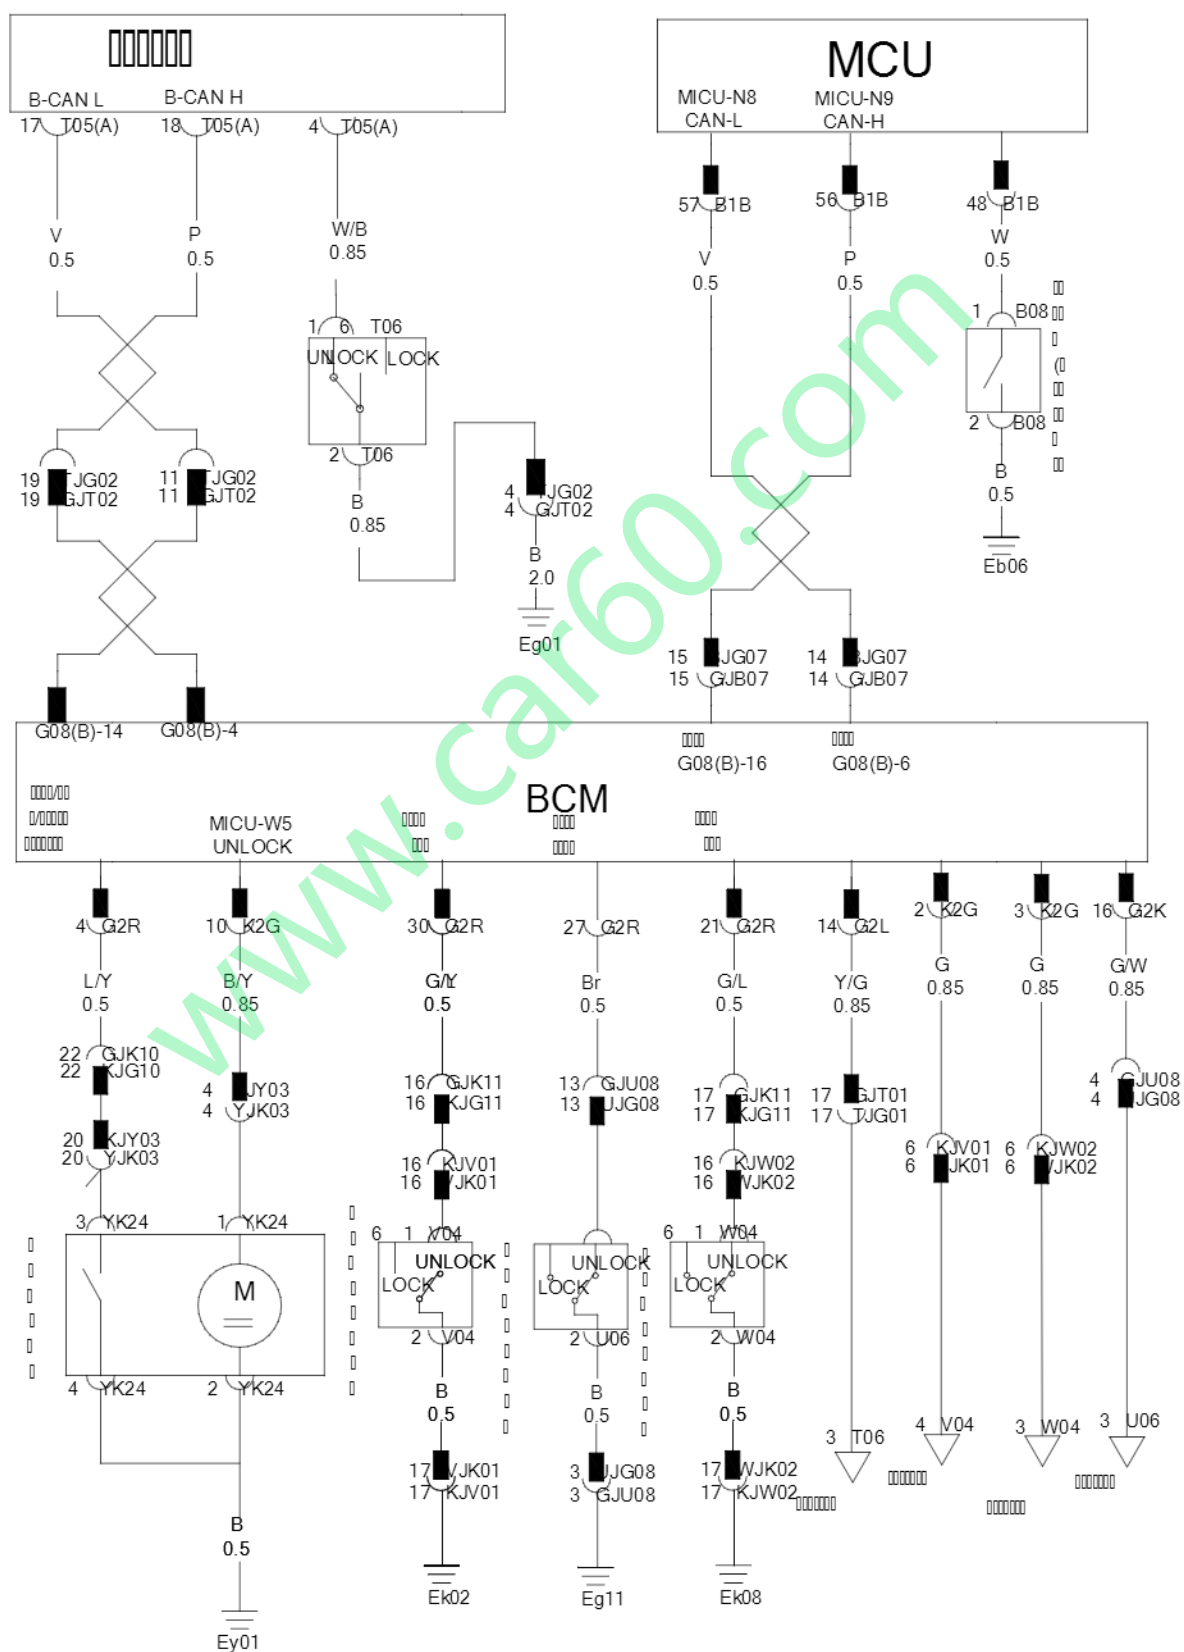 MCU
B-CAN L
B-CAN H
MICU-N8
CAN-L
MICU-N9
CAN-H
17 T05(A)
18 T05(A)
4 T05(A)
57 B1B
56 B1B
48 B1B
V
0.5
P
0.5
W/B
0.85
V
0.5
P
0.5
W
0.5
1 6 T06
UNLOCK LOCK
2 T06
1 B08
2 B08
19 TJG02
19 GJT02
11 TJG02
11 GJT02
B
0.85
4 TJG02
4 GJT02
B
2.0
Eg01
B
0.5
Eb06
15 BJG07
15 GJB07
14 BJG07
14 GJB07
G08(B)-14
G08(B)-4
G08(B)-16
G08(B)-6
BCM
MICU-W5
UNLOCK
4 G2R
10 K2G
30 G2R
27 G2R
21 G2R
14 G2L
2 K2G
3 K2G
16 G2K
L/Y
0.5
B/Y
0.85
G/Y
0.5
Br
0.5
G/L
0.5
Y/G
0.85
G
0.85
G
0.85
G/W
0.85
22 GJK10
22 KJG10
4 KJY03
4 YJK03
16 GJK11
16 KJG11
13 GJU08
13 UJG08
17 GJK11
17 KJG11
17 GJT01
17 TJG01
4 GJU08
4 UJG08
20 KJY03
20 YJK03
16 KJV01
16 VJK01
16 KJW02
16 WJK02
6 KJV01
6 VJK01
6 KJW02
6 WJK02
3 YK24
1 YK24
6 1 V04
6 1 W04
UNLOCK
LOCK
UNLOCK
LOCK
UNLOCK
LOCK
M
4 YK24
2 YK24
2 V04
2 U06
2 W04
B
0.5
B
0.5
B
0.5
17 VJK01
17 KJV01
3 UJG08
3 GJU08
17 WJK02
17 KJW02
3 T06
4 V04
3 W04
3 U06
B
0.5
Ey01
Ek02
Eg11
Ek08
www.car60.com